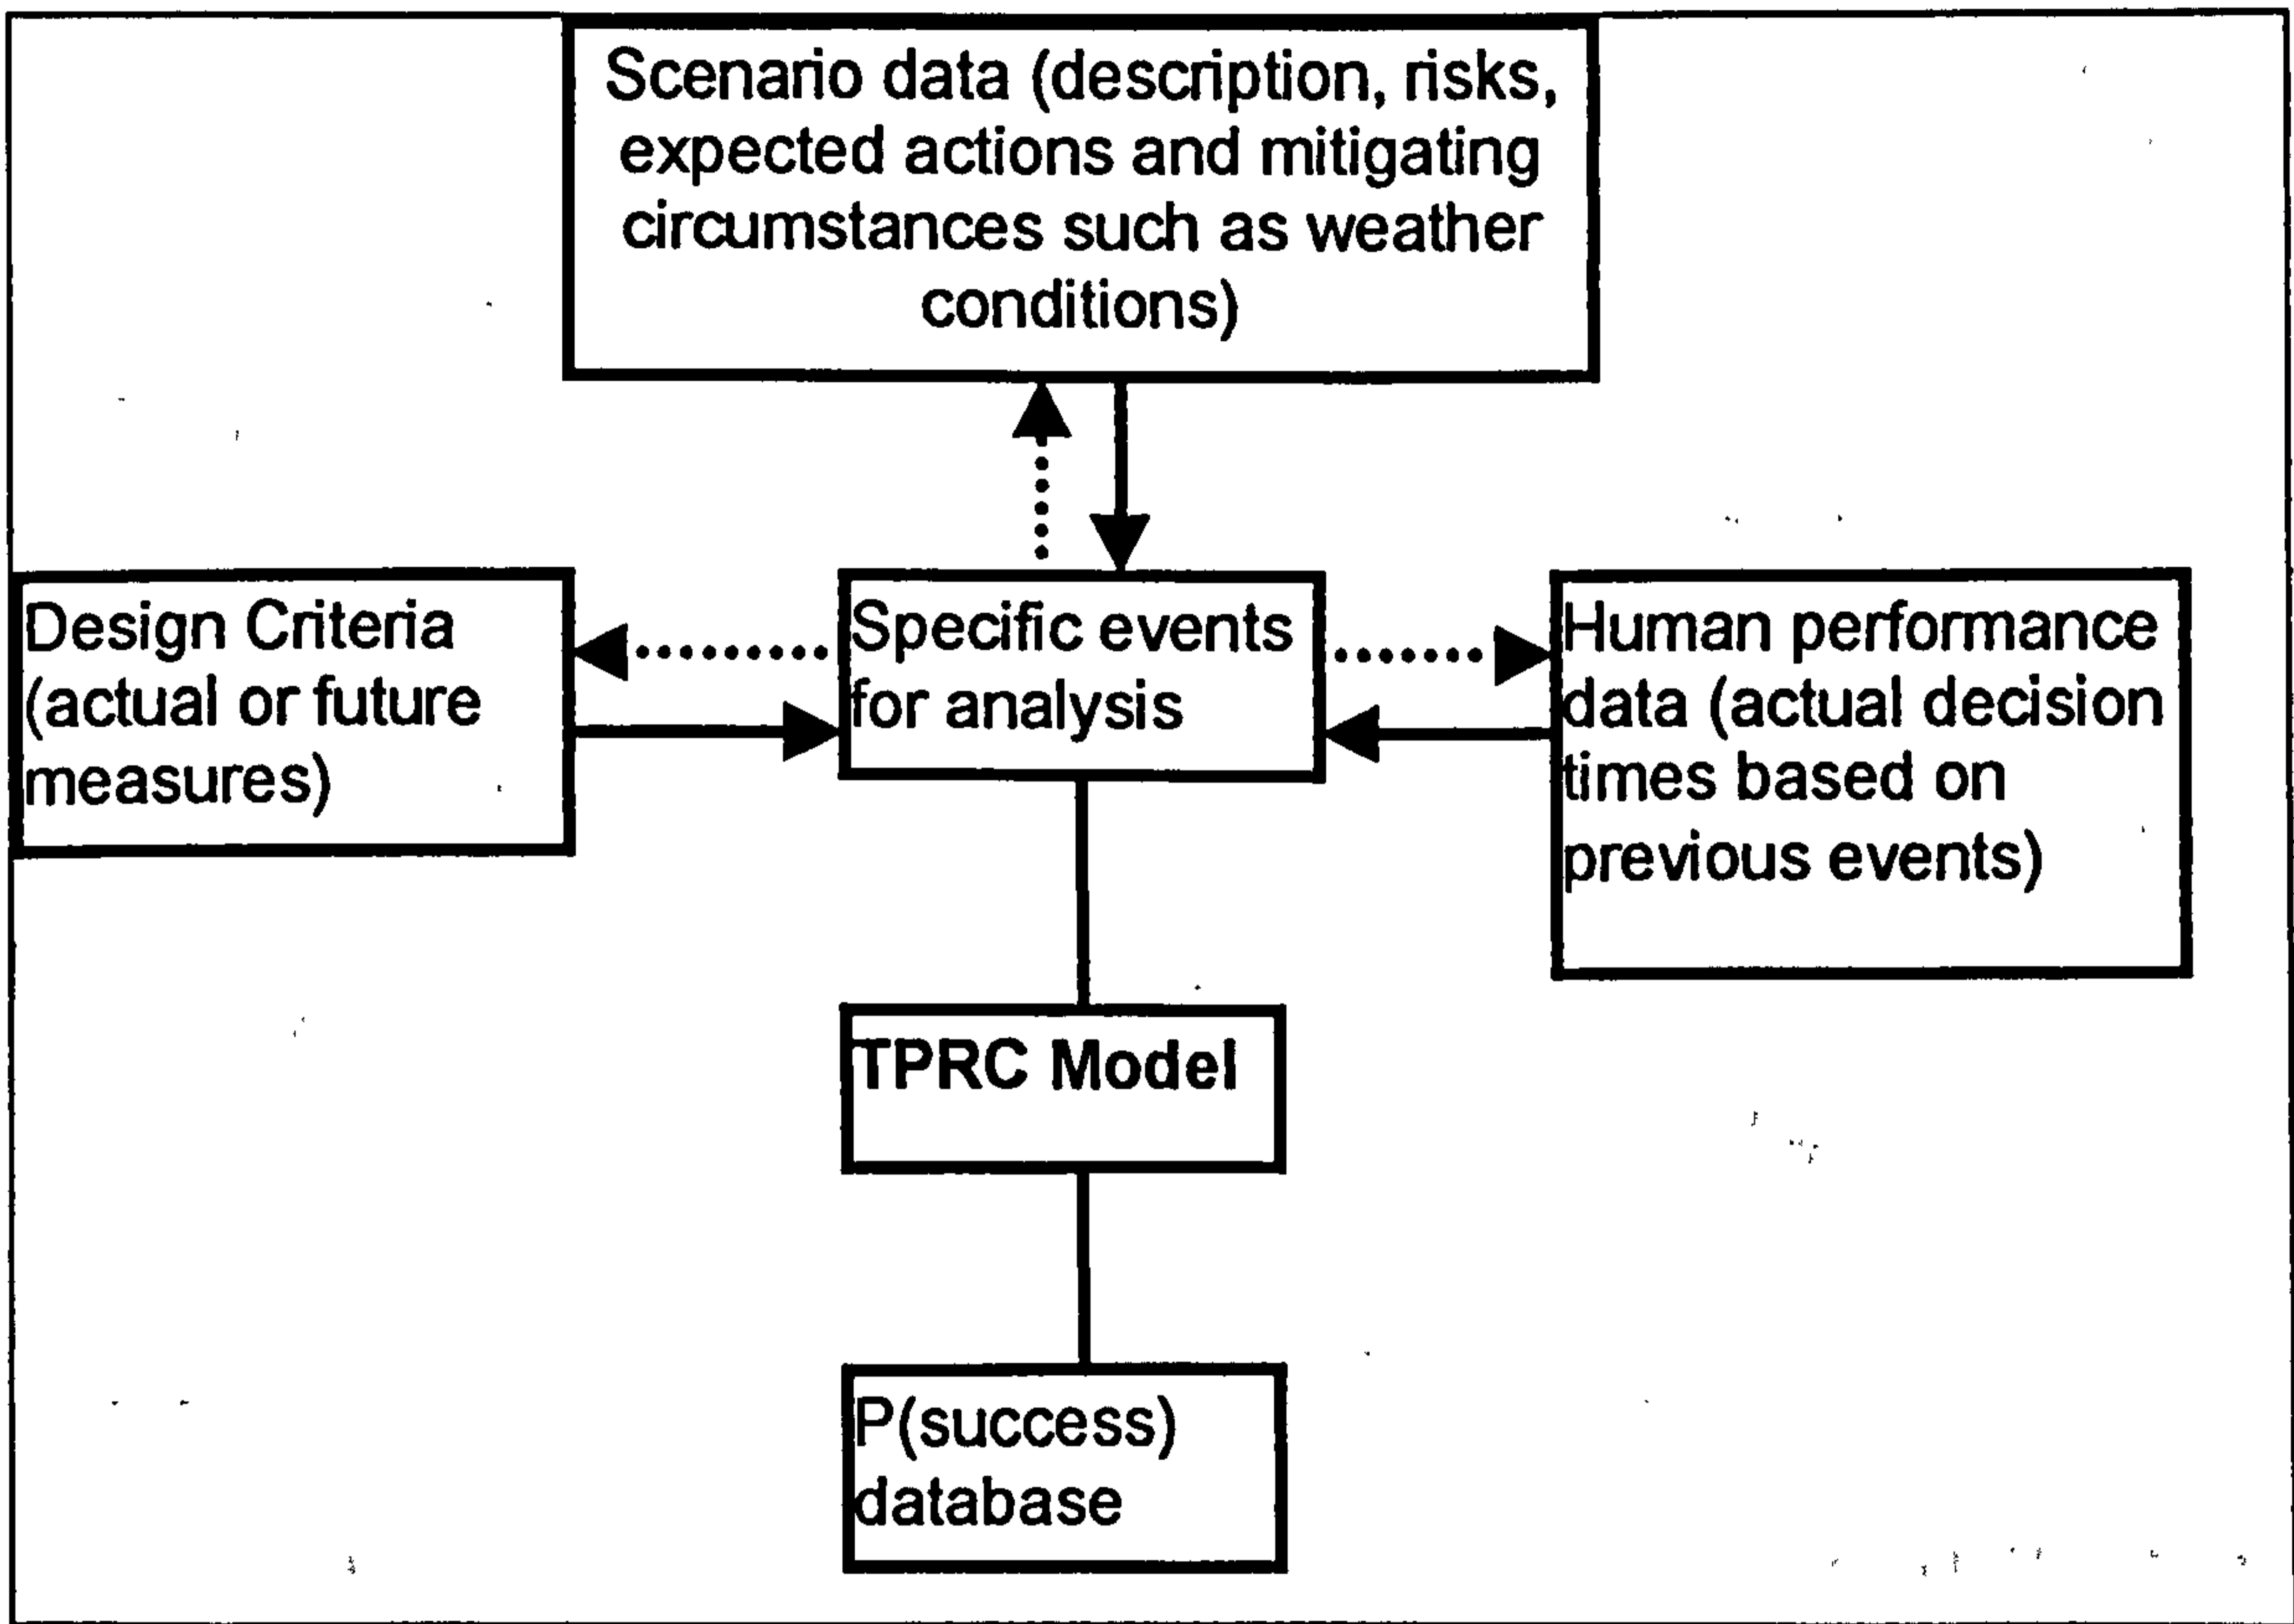 Scenario data (description, risks,
expected actions and mitigating
circumstances such as weather
conditions)
Design Criteria
(actual or future
measures)
Specific events
for analysis
Human performance
data (actual decision
times based on
previous events)
TPRC Model
P(success)
database